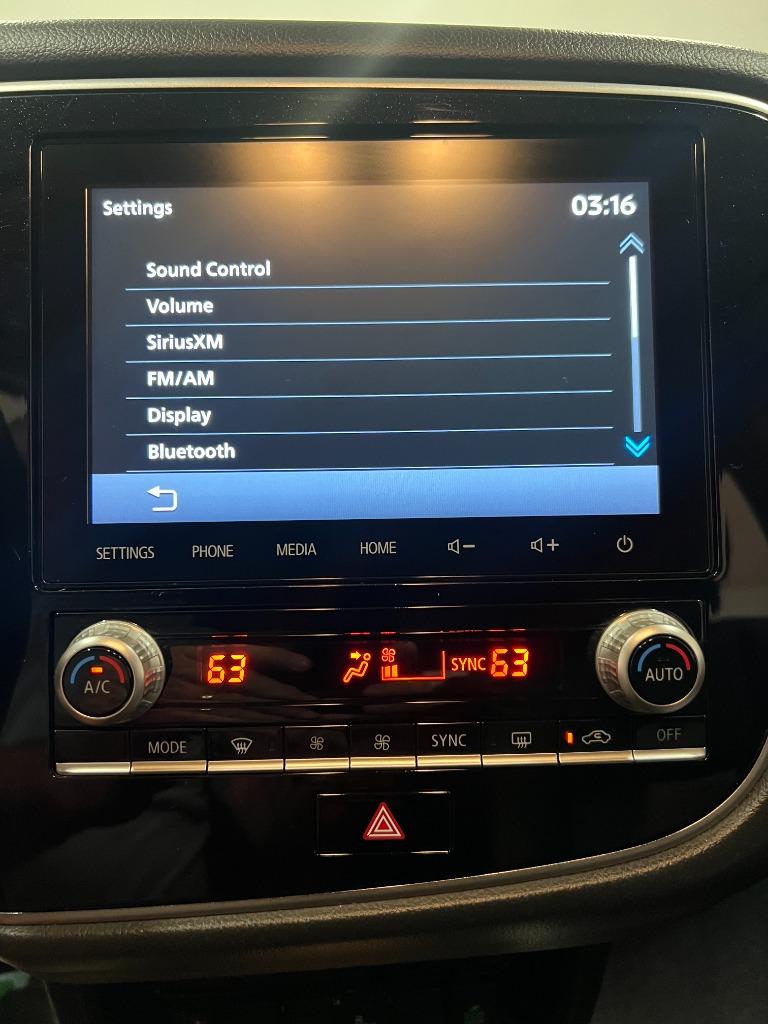 Settings 03:16
Sound Control
Volume
SiriusXM
FM/AM
Display
Bluetooth
SETTINGS PHONE MEDIA HOME
63 SYNC 63
A/C AUTO
MODE SYNC OFF